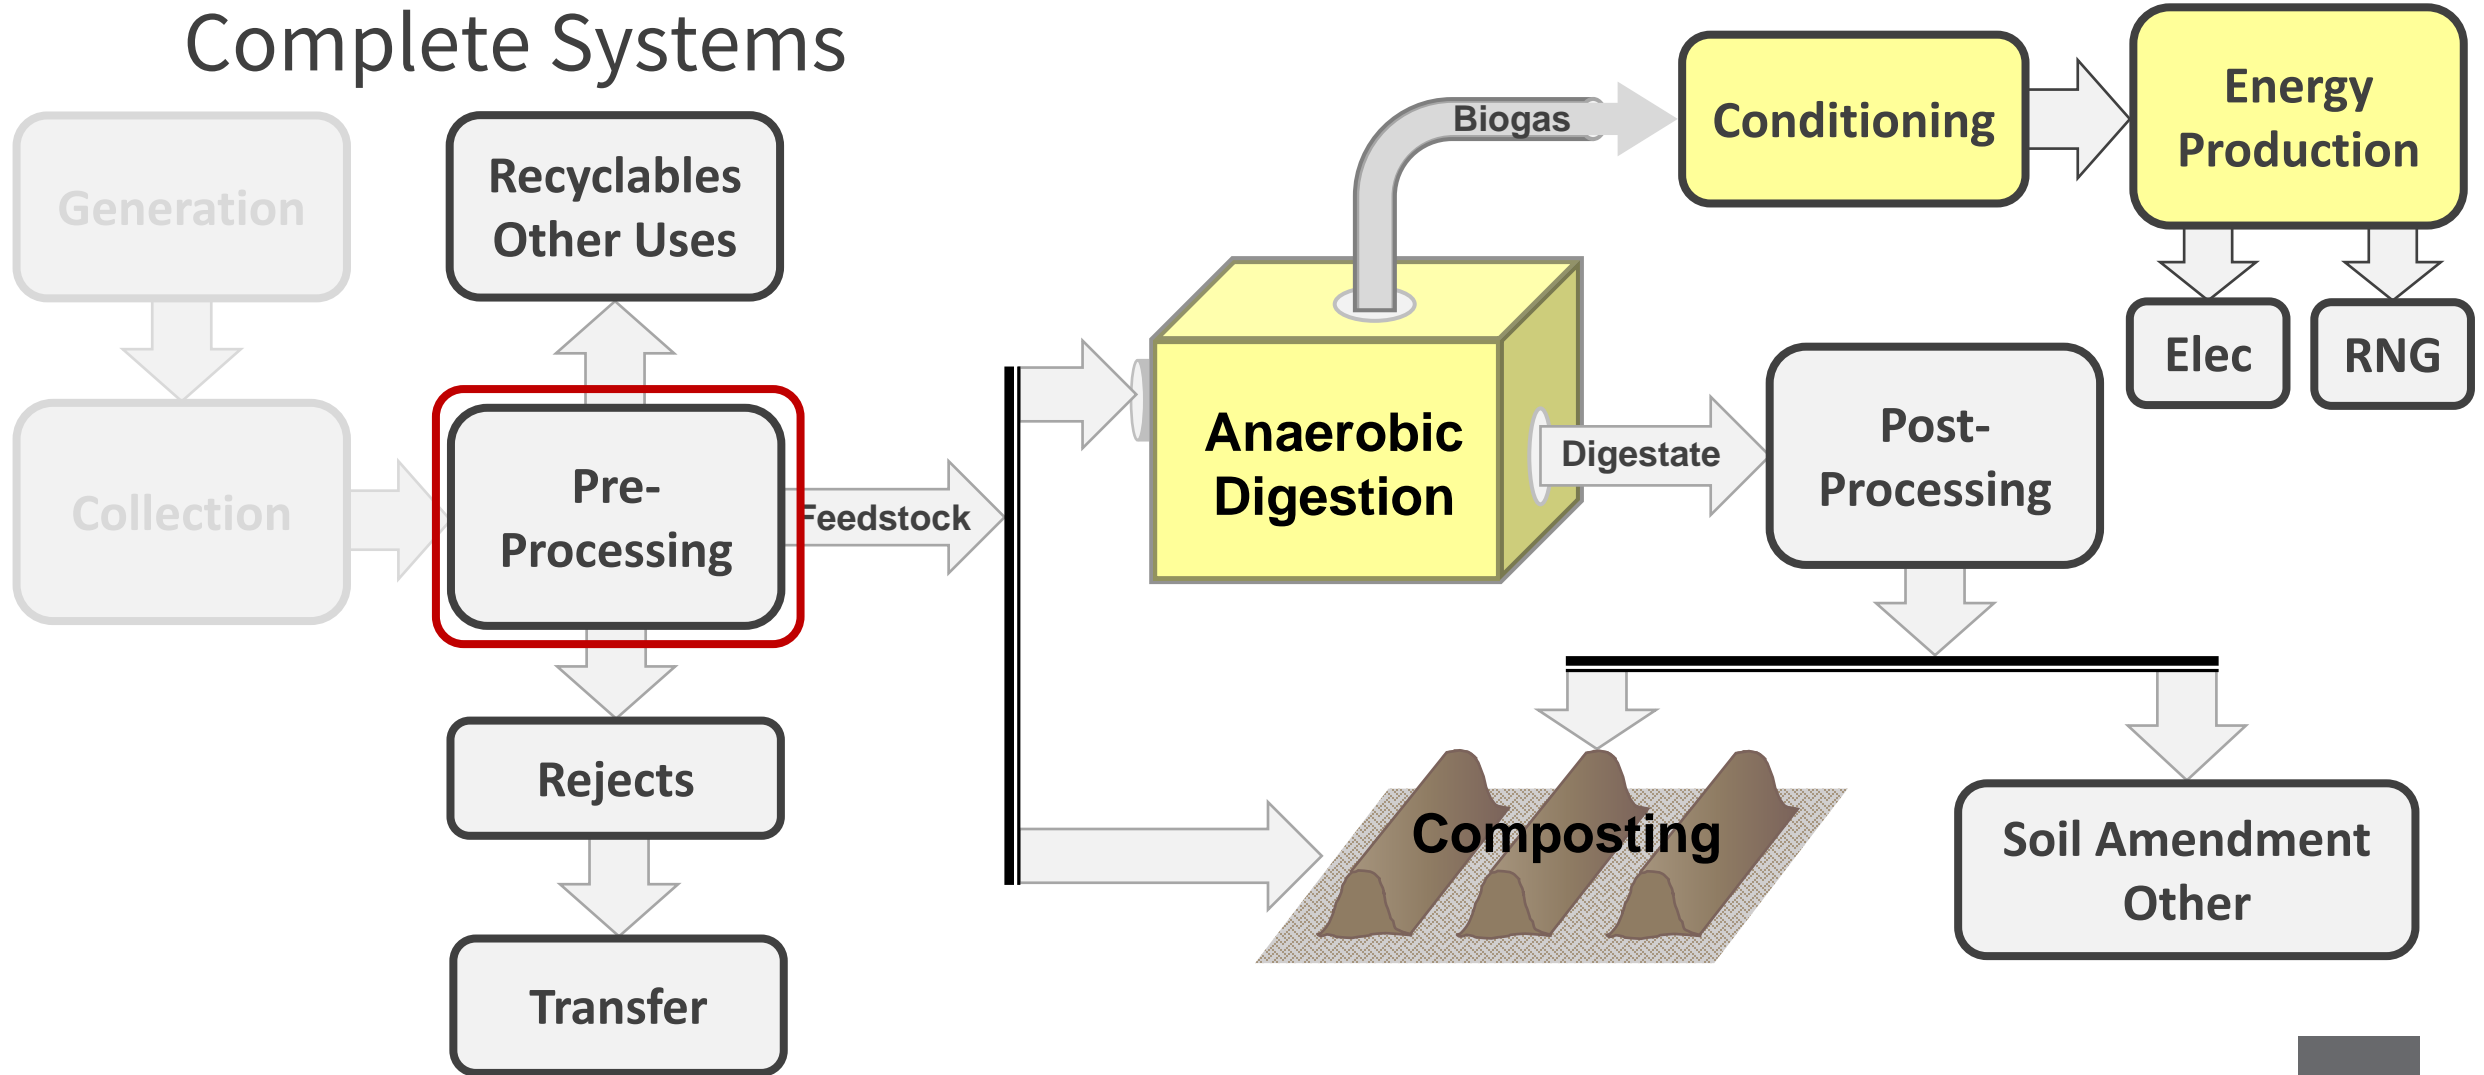 Complete Systems
Generation
Collection
Recyclables
Other Uses
Pre-
Processing
Rejects
Transfer
Feedstock
Anaerobic
Digestion
Biogas
Conditioning
Energy
Production
Elec
RNG
Digestate
Post-
Processing
Composting
Soil Amendment
Other